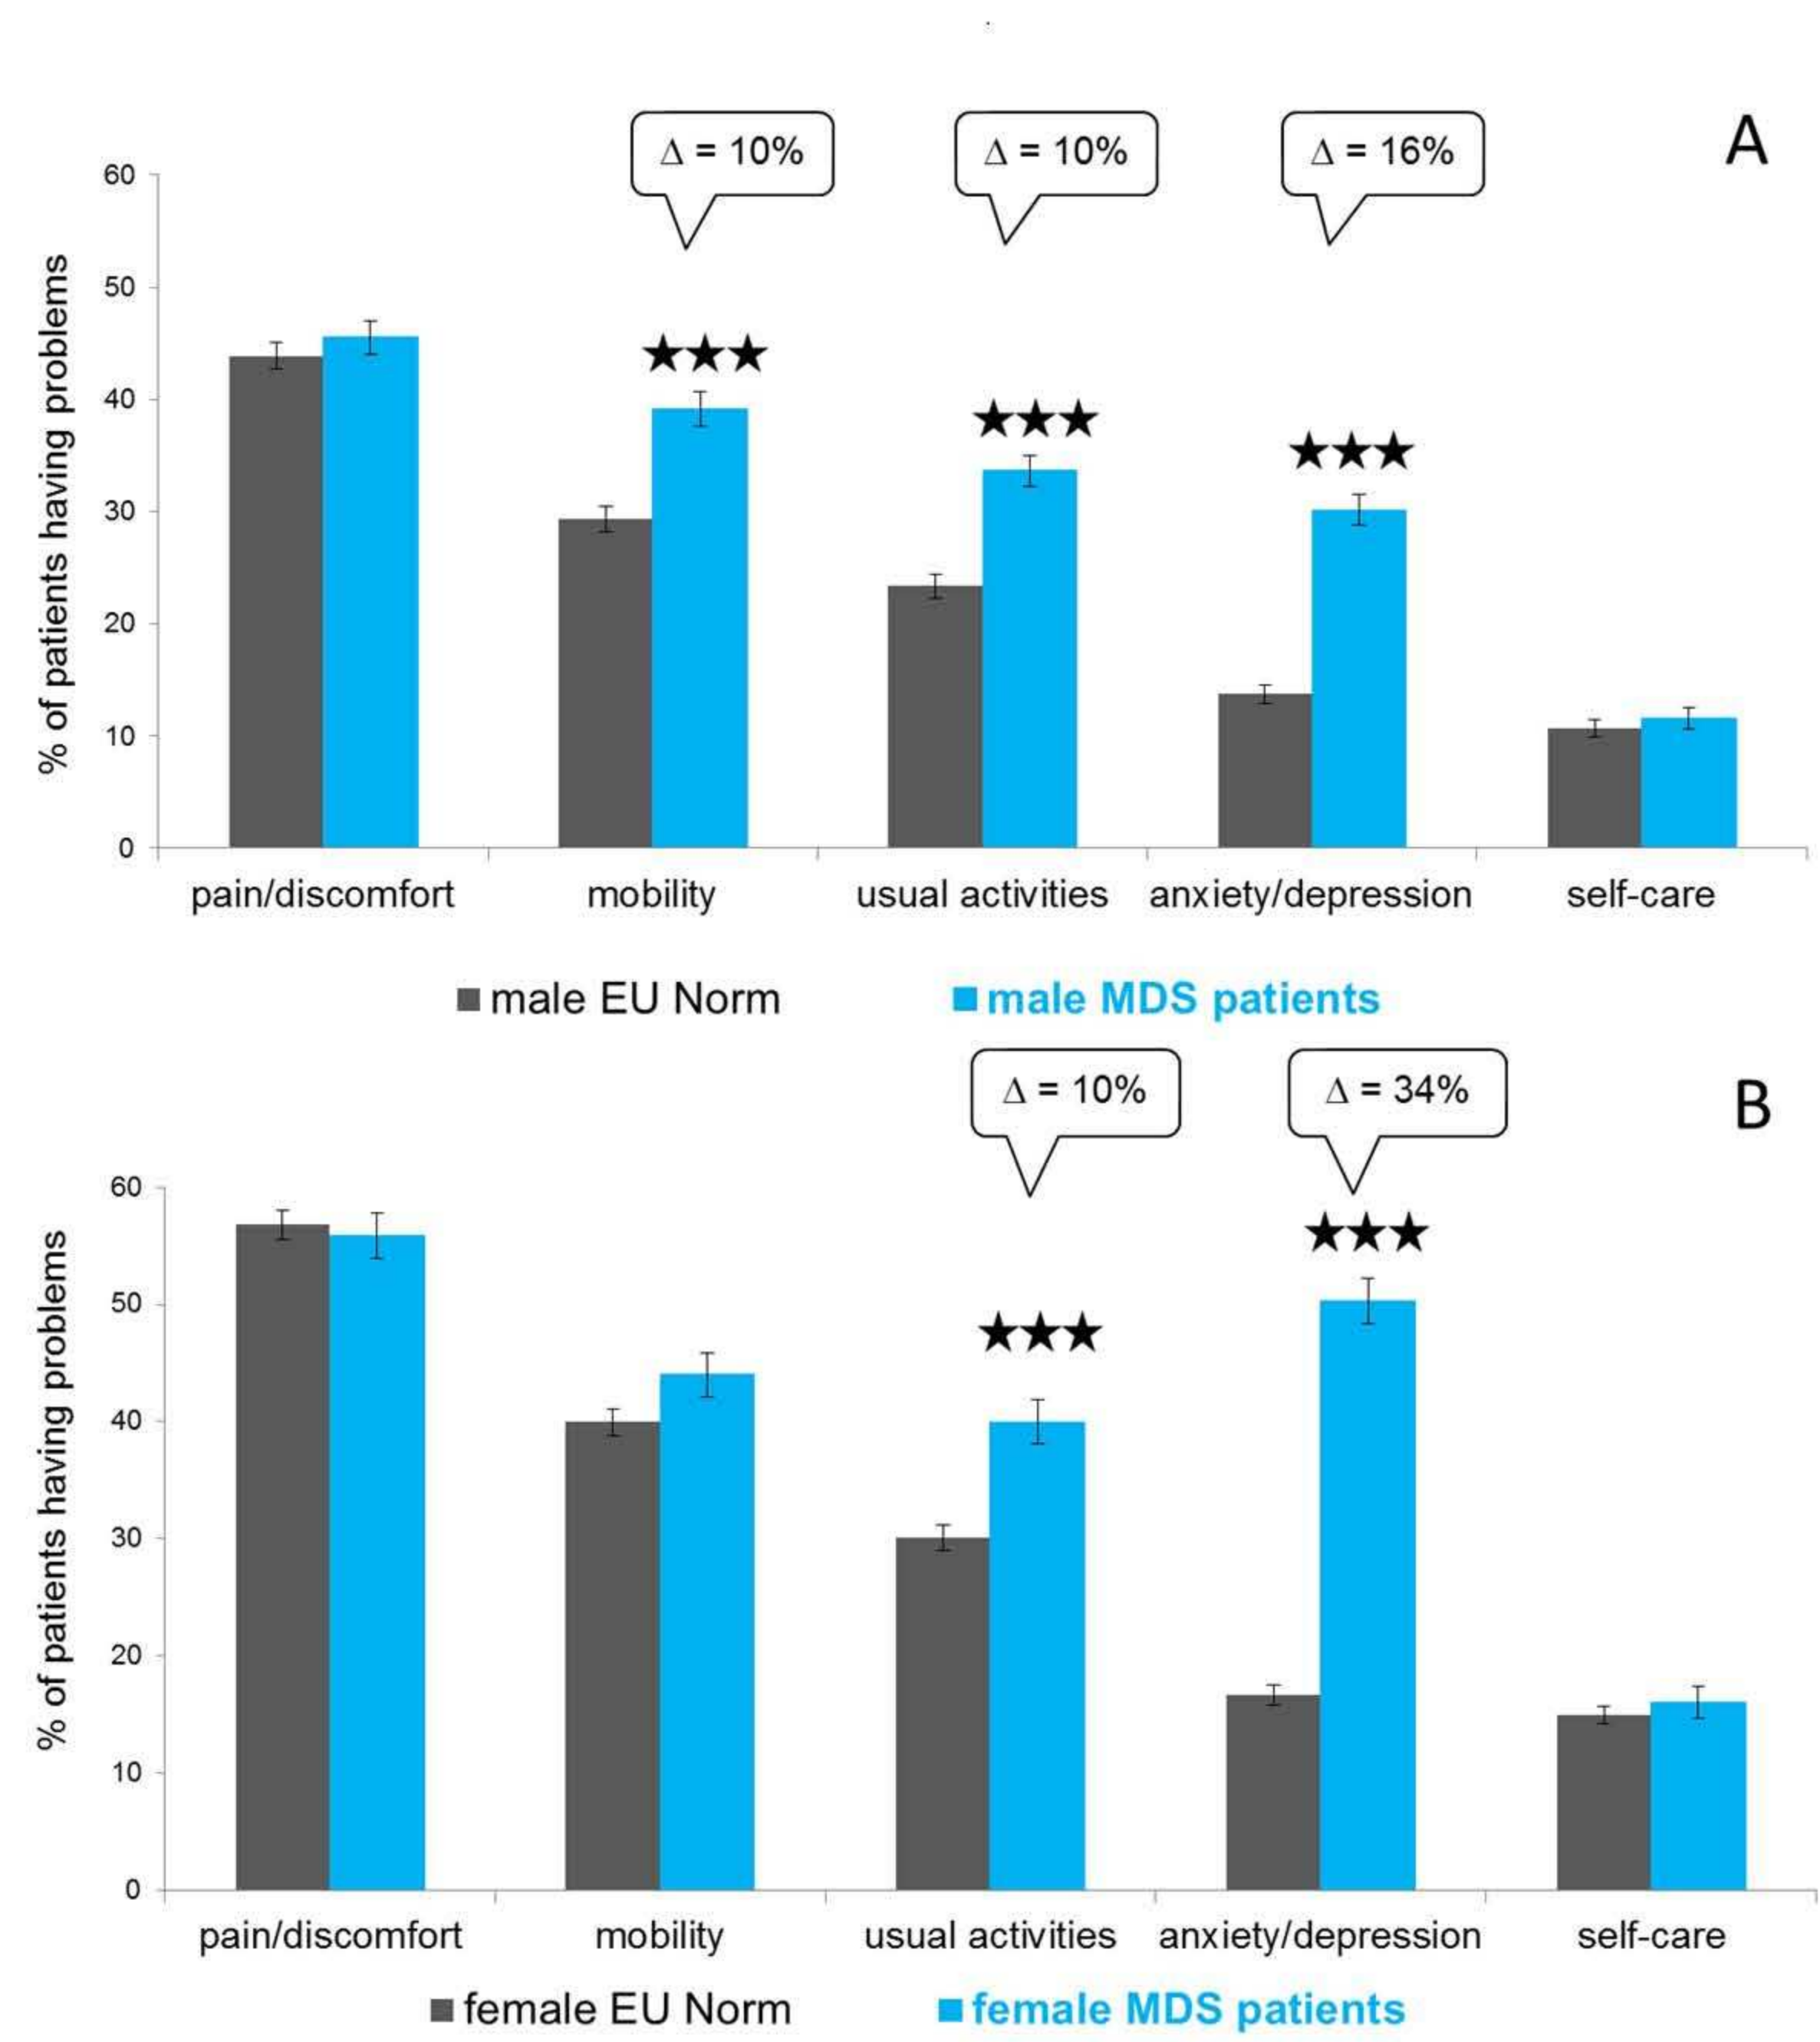 Δ = 10% Δ = 10% Δ = 16% A
60
50
40
30
20
10
0
% of patients having problems
★★★ ★★★ ★★★
pain/discomfort mobility usual activities anxiety/depression self-care
male EU Norm male MDS patients
Δ = 10% Δ = 34% B
60
50
40
30
20
10
0
% of patients having problems
★★★ ★★★
pain/discomfort mobility usual activities anxiety/depression self-care
female EU Norm female MDS patients